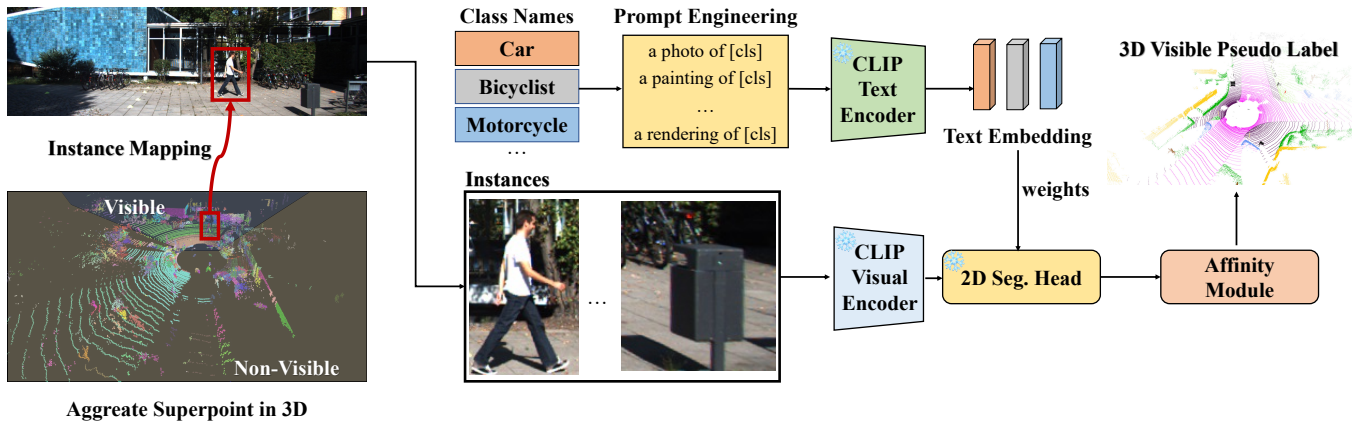 Class Names
Prompt Engineering
Car
Bicyclist
Motorcycle
…
a photo of [cls]
a painting of [cls]
…
a rendering of [cls]
CLIP
Text
Encoder
Text Embedding
3D Visible Pseudo Label
Instance Mapping
Visible
Non-Visible
Aggreate Superpoint in 3D
Instances
…
CLIP
Visual
Encoder
weights
2D Seg. Head
Affinity
Module